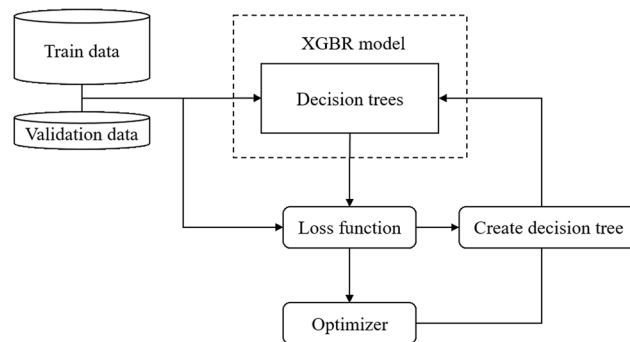 Train data
XGBR model
Decision trees
Validation data
Loss function
Create decision tree
Optimizer